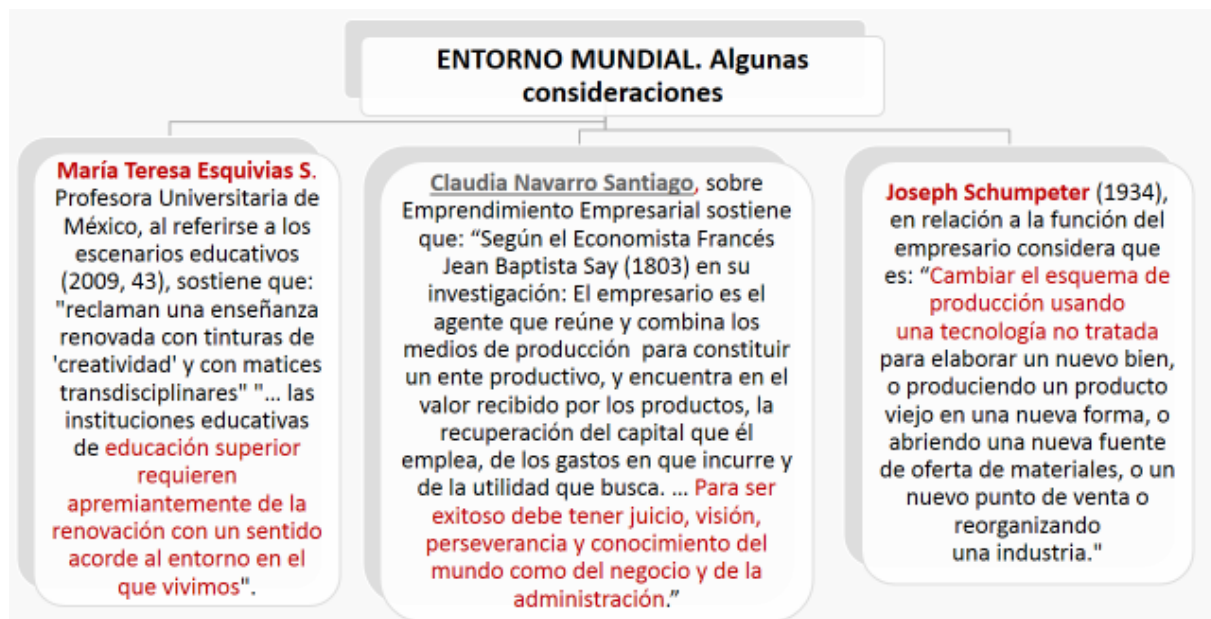 ENTORNO MUNDIAL. Algunas
consideraciones
María Teresa Esquivias S.
Profesora Universitaria de
México, al referirse a los
escenarios educativos
(2009, 43), sostiene que:
"reclaman una enseñanza
renovada con tinturas de
'creatividad' y con matices
transdisciplinares" "... las
instituciones educativas
de educación superior
requieren
apremiantemente de la
renovación con un sentido
acorde al entorno en el
que vivimos".
Claudia Navarro Santiago, sobre
Emprendimiento Empresarial sostiene
que: “Según el Economista Francés
Jean Baptista Say (1803) en su
investigación: El empresario es el
agente que reúne y combina los
medios de producción para constituir
un ente productivo, y encuentra en el
valor recibido por los productos, la
recuperación del capital que él
emplea, de los gastos en que incurre y
de la utilidad que busca. ... Para ser
exitoso debe tener juicio, visión,
perseverancia y conocimiento del
mundo como del negocio y de la
administración.”
Joseph Schumpeter (1934),
en relación a la función del
empresario considera que
es: “Cambiar el esquema de
producción usando
una tecnología no tratada
para elaborar un nuevo bien,
o produciendo un producto
viejo en una nueva forma, o
abriendo una nueva fuente
de oferta de materiales, o un
nuevo punto de venta o
reorganizando
una industria."